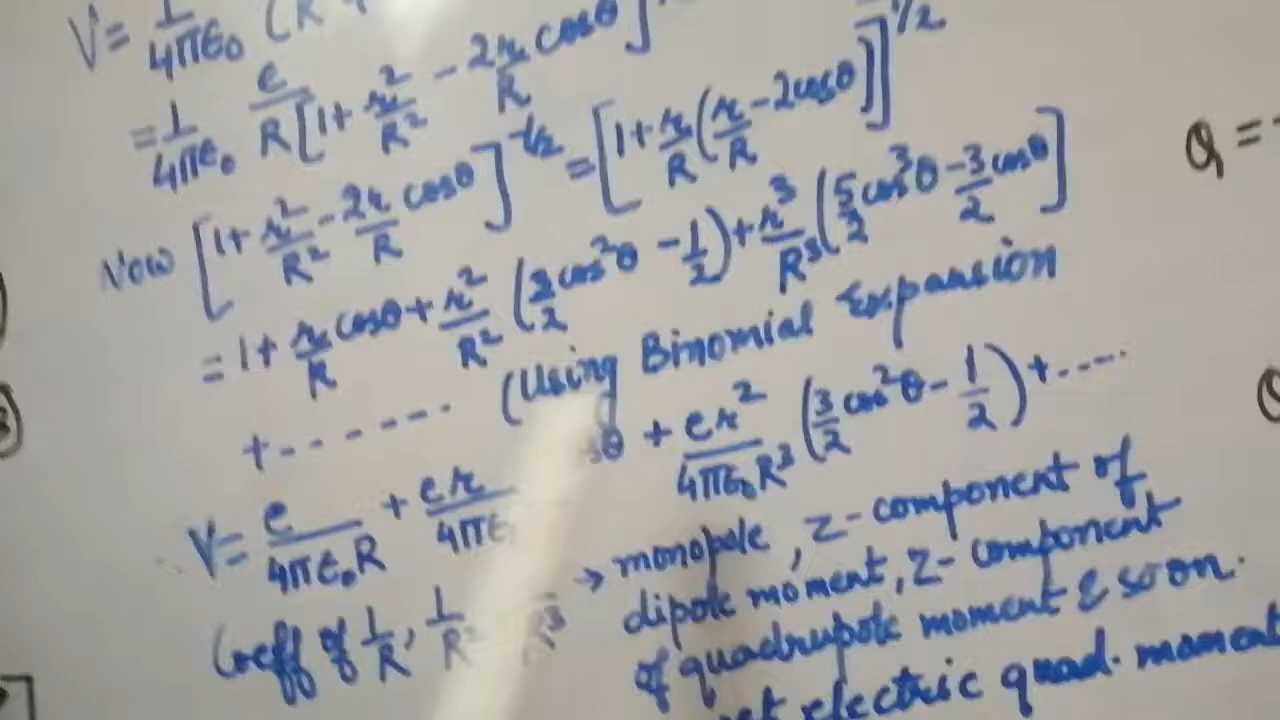 V = 1/4πε₀ (R
= 1/4πε₀ e/R [1 + r²/R² - 2r/R cosθ]
Now [1 + r²/R² - 2r/R cosθ]^-1/2 = [1 + r/R (r/R - 2cosθ)]^1/2
= 1 + r/R cosθ + r²/R² (3/2 cos²θ - 1/2) + r³/R³ (5/2 cos³θ - 3/2 cosθ]
+ ....... (Using Binomial Expansion
V = e/4πε₀R + er/4πε θ + er²/4πε₀R³ (3/2 cos²θ - 1/2) + .....
Coeff of 1/R, 1/R² R³ → monopole, Z-component of
dipole moment, Z-component
of quadrupole moment & so on.
electric quad. moment
Q =